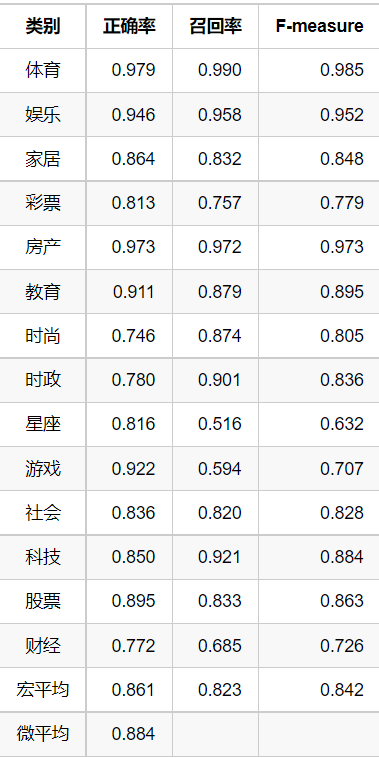 类别 正确率 召回率 F-measure
体育 0.979 0.990 0.985
娱乐 0.946 0.958 0.952
家居 0.864 0.832 0.848
彩票 0.813 0.757 0.779
房产 0.973 0.972 0.973
教育 0.911 0.879 0.895
时尚 0.746 0.874 0.805
时政 0.780 0.901 0.836
星座 0.816 0.516 0.632
游戏 0.922 0.594 0.707
社会 0.836 0.820 0.828
科技 0.850 0.921 0.884
股票 0.895 0.833 0.863
财经 0.772 0.685 0.726
宏平均 0.861 0.823 0.842
微平均 0.884